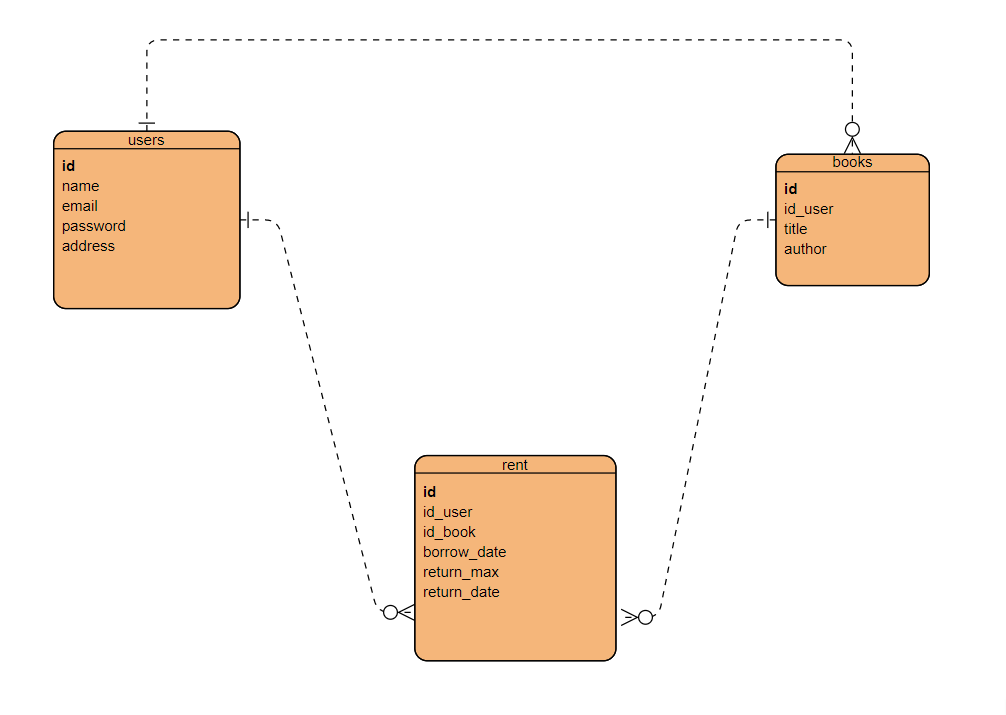 users
id
name
email
password
address
books
id
id_user
title
author
rent
id
id_user
id_book
borrow_date
return_max
return_date